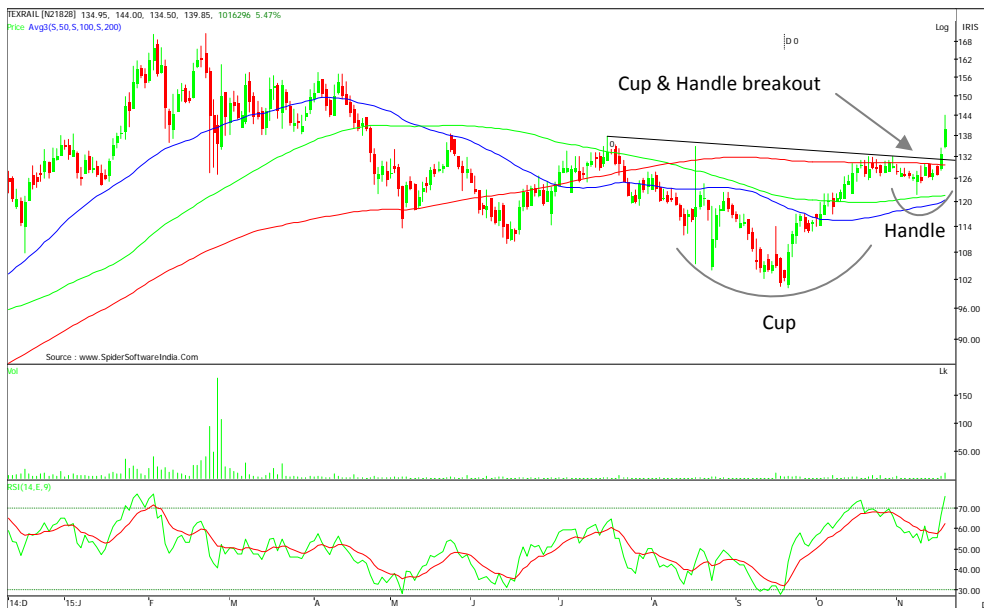 TEXRAIL [N21828] 134.95, 144.00, 134.50, 139.85, 1016296 5.47%
Price Avg3(S,50,S,100,S,200)
Log
IRIS
D 0
168
162
156
150
144
138
132
126
120
114
108
102
96.00
90.00
Cup & Handle breakout
0
Handle
Cup
Source : www.SpiderSoftwareIndia.Com
Vol
Lk
150
100
50.00
RSI(14,E,9)
70.00
60.00
50.00
40.00
30.00
'14:D 15:J F M A M J J A S O N D